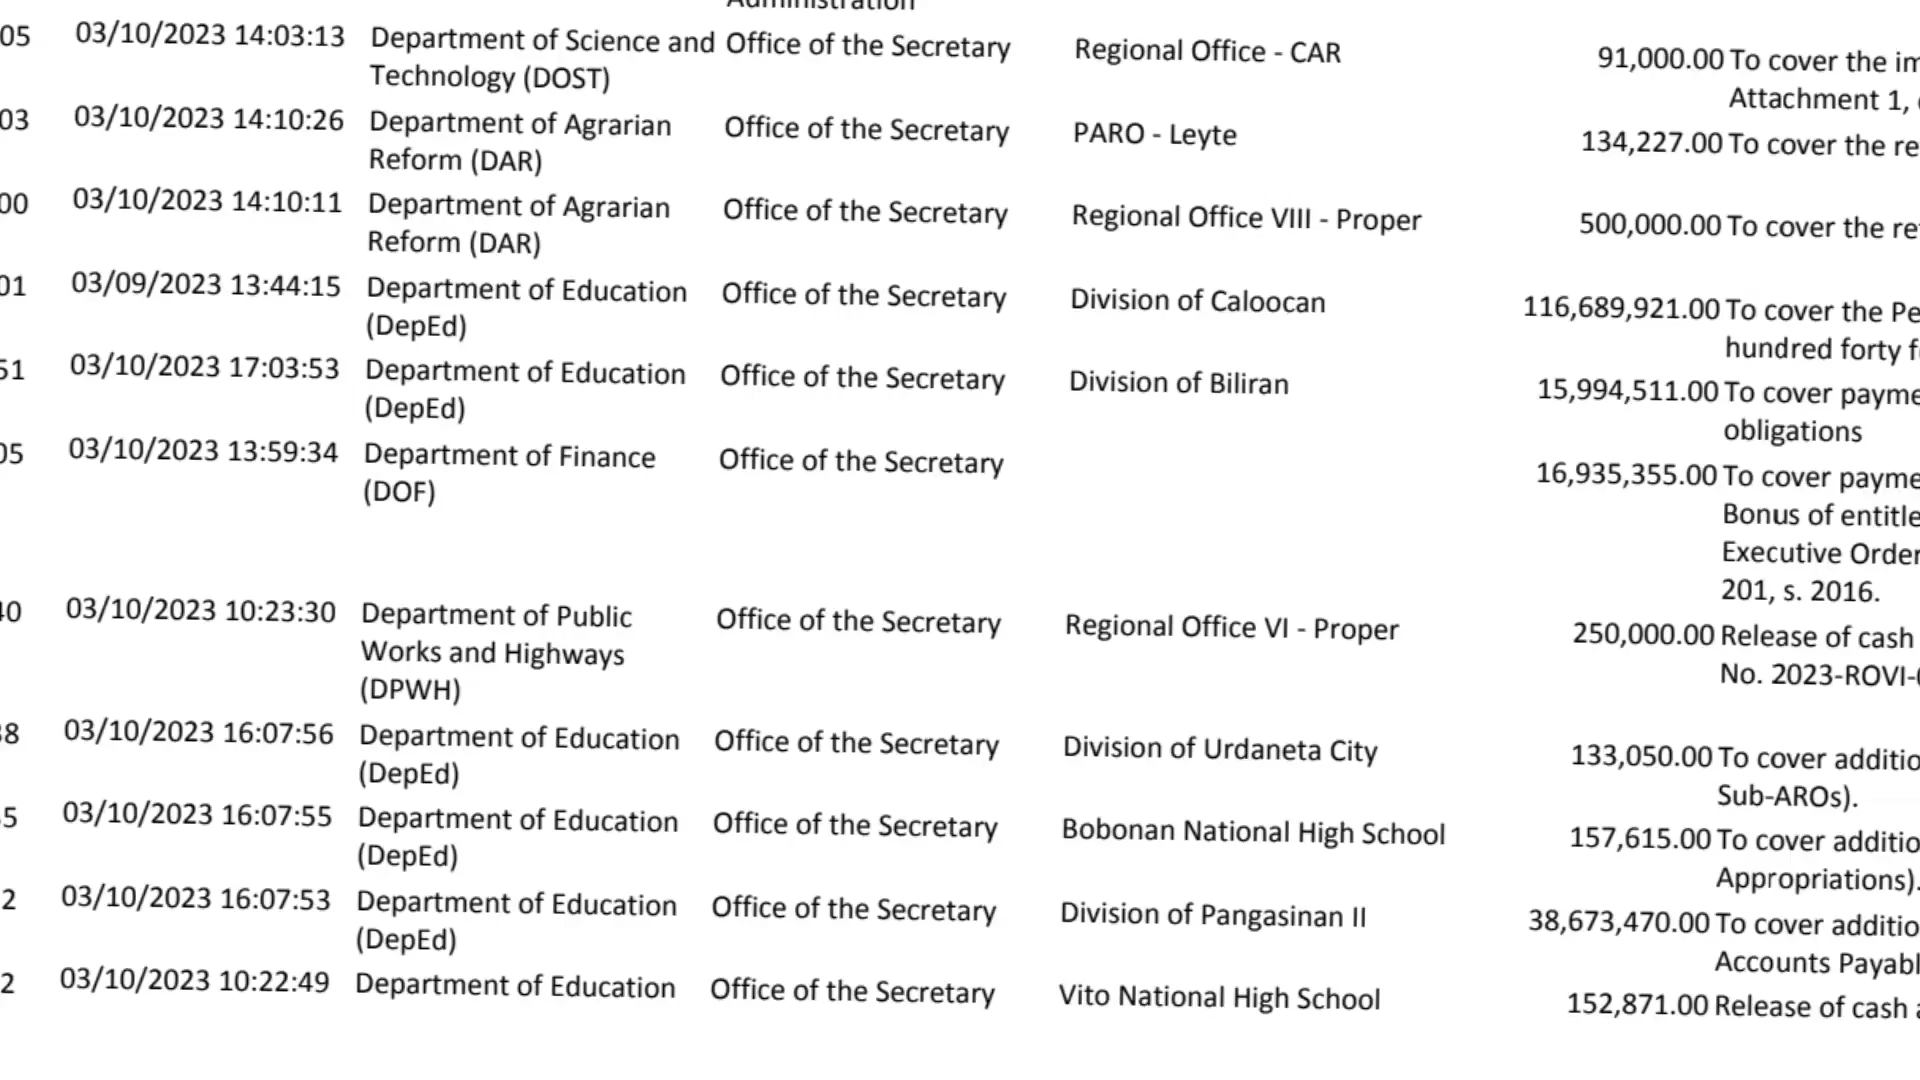 Administration
05 03/10/2023 14:03:13 Department of Science and Office of the Secretary Regional Office - CAR 91,000.00 To cover the im
Technology (DOST) Attachment 1,
03 03/10/2023 14:10:26 Department of Agrarian Office of the Secretary PARO - Leyte 134,227.00 To cover the re
Reform (DAR)
00 03/10/2023 14:10:11 Department of Agrarian Office of the Secretary Regional Office VIII - Proper 500,000.00 To cover the re
Reform (DAR)
01 03/09/2023 13:44:15 Department of Education Office of the Secretary Division of Caloocan 116,689,921.00 To cover the Pe
(DepEd) hundred forty f
51 03/10/2023 17:03:53 Department of Education Office of the Secretary Division of Biliran 15,994,511.00 To cover payme
(DepEd) obligations
05 03/10/2023 13:59:34 Department of Finance Office of the Secretary 16,935,355.00 To cover payme
(DOF) Bonus of entitle
Executive Order
201, s. 2016.
40 03/10/2023 10:23:30 Department of Public Office of the Secretary Regional Office VI - Proper 250,000.00 Release of cash
Works and Highways No. 2023-ROVI-
(DPWH)
38 03/10/2023 16:07:56 Department of Education Office of the Secretary Division of Urdaneta City 133,050.00 To cover additio
(DepEd) Sub-AROs).
5 03/10/2023 16:07:55 Department of Education Office of the Secretary Bobonan National High School 157,615.00 To cover additio
(DepEd) Appropriations).
2 03/10/2023 16:07:53 Department of Education Office of the Secretary Division of Pangasinan II 38,673,470.00 To cover additio
(DepEd) Accounts Payabl
2 03/10/2023 10:22:49 Department of Education Office of the Secretary Vito National High School 152,871.00 Release of cash a